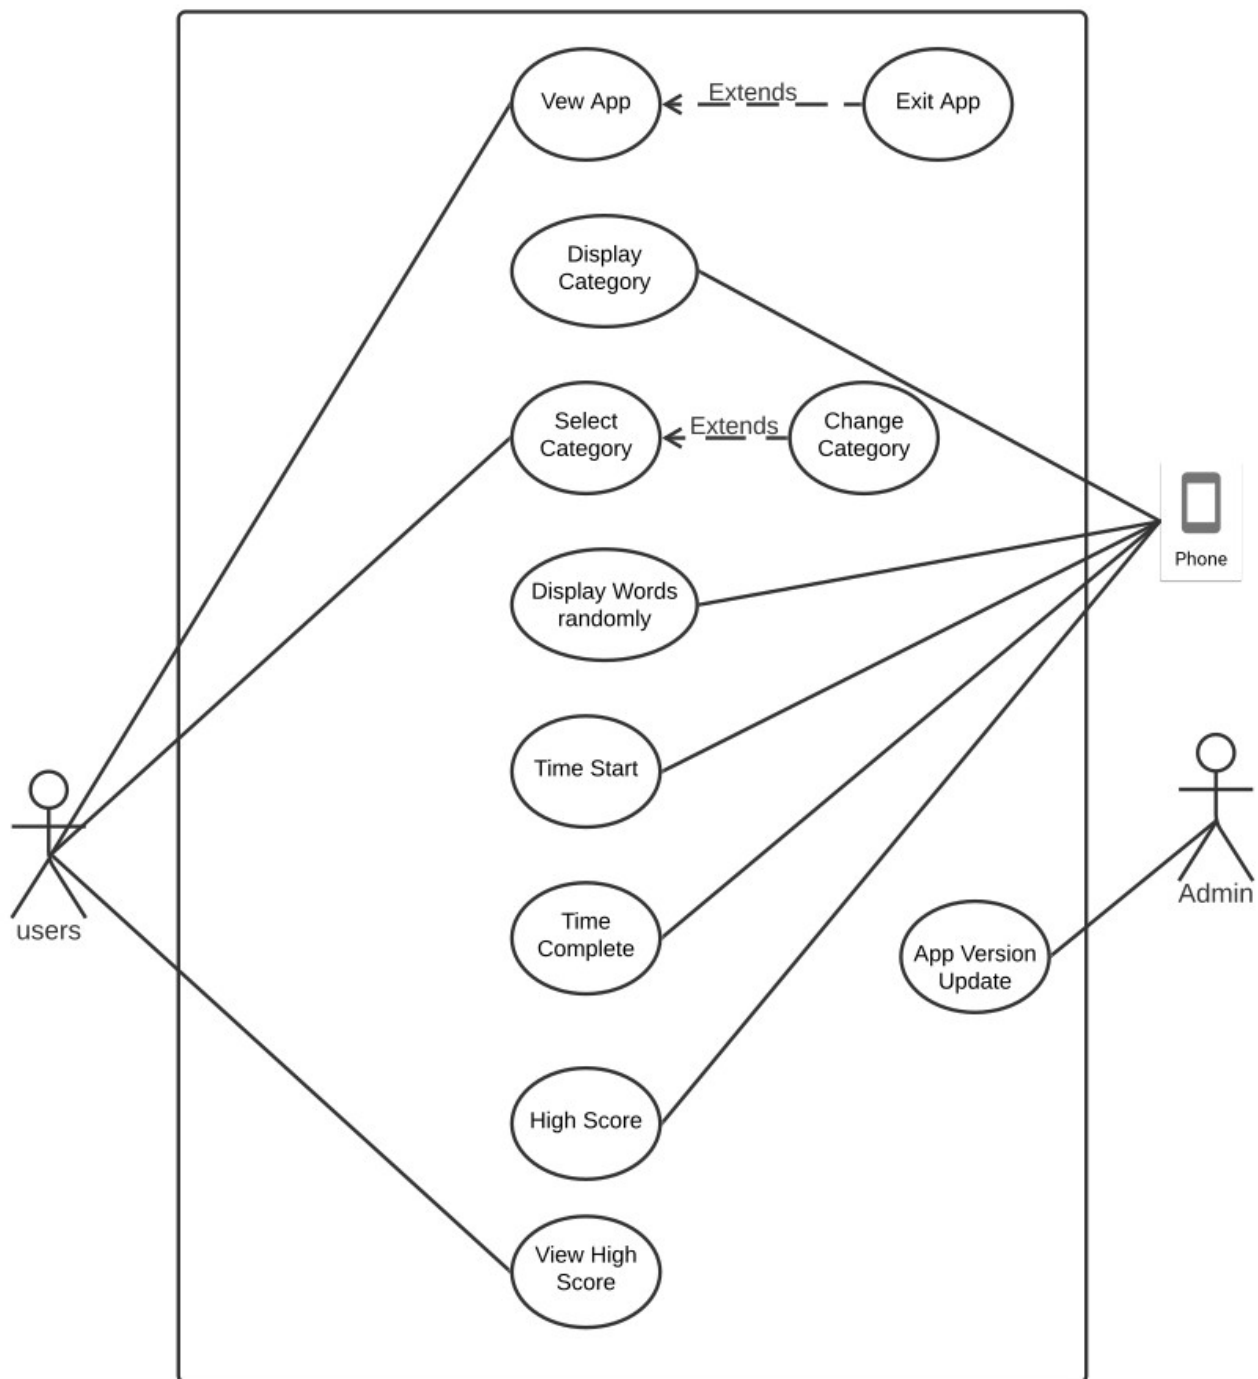 Vew App
Extends
Exit App
Display
Category
Select
Category
Extends
Change
Category
Phone
Display Words
randomly
Time Start
users
Admin
Time
Complete
App Version
Update
High Score
View High
Score